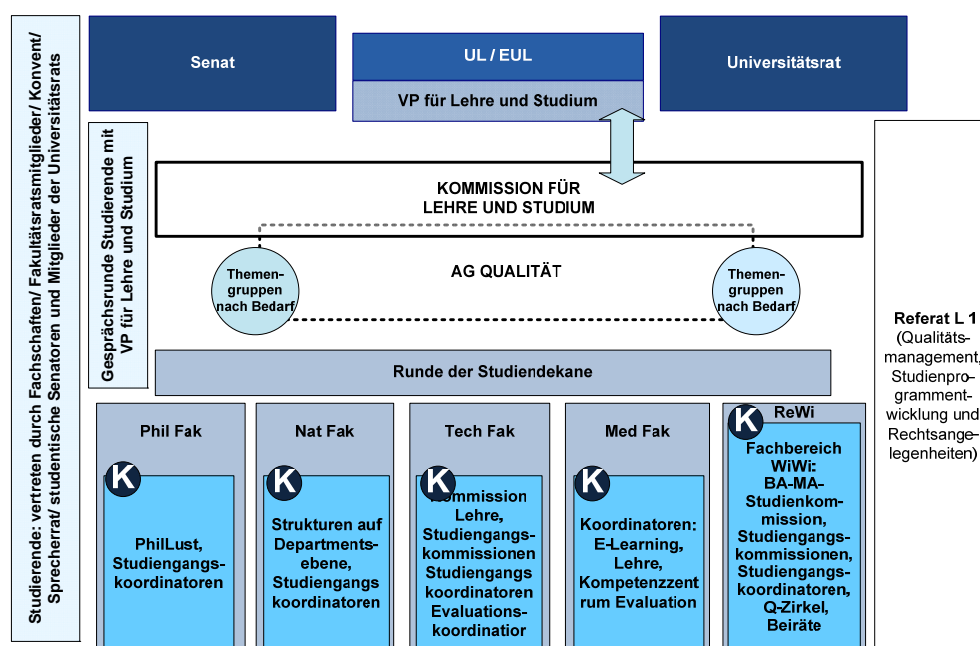 Studierende: vertreten durch Fachschaften/ Fakultätsratsmitglieder/ Konvent/
Sprecherrat/ studentische Senatoren und Mitglieder der Universitätsrats
Senat
UL / EUL
VP für Lehre und Studium
Universitätsrat
Gesprächsrunde Studierende mit
VP für Lehre und Studium
KOMMISSION FÜR
LEHRE UND STUDIUM
AG QUALITÄT
Themen-
gruppen
nach Bedarf
Themen-
gruppen
nach Bedarf
Runde der Studiendekane
Referat L 1
(Qualitäts-
management,
Studienpro-
gramment-
wicklung und
Rechtsange-
legenheiten)
Phil Fak
K
PhilLust,
Studiengangs-
koordinatoren
Nat Fak
K
Strukturen auf
Departments-
ebene,
Studiengangs
koordinatoren
Tech Fak
K
Kommission
Lehre,
Studiengangs-
kommissionen
Studiengangs
koordinatoren
Evaluations-
koordinatior
Med Fak
K
Koordinatoren:
E-Learning,
Lehre,
Kompetenzzent
rum Evaluation
ReWi
K
Fachbereich
WiWi:
BA-MA-
Studienkom-
mission,
Studiengangs-
kommissionen,
Studiengangs-
koordinatoren,
Q-Zirkel,
Beiräte